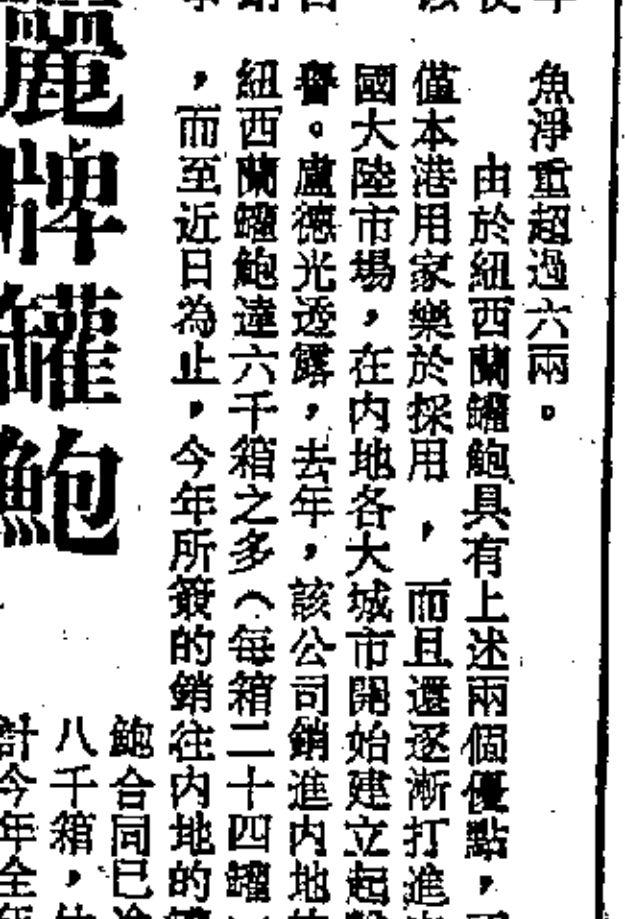 魚淨重超過六兩。
由於紐西蘭罐鮑具有上述兩個優點，
僅本港用家樂於採用，而且還逐漸打進
國大陸市場，在內地各大城市開始建立起
譽。盧德光透露，去年，該公司銷進內地
紐西蘭罐鮑達六千箱之多（每箱二十四罐
，而至近日為止，今年所簽的銷往內地的
鮑合同已
八千箱，
計今年全
牌罐鮑